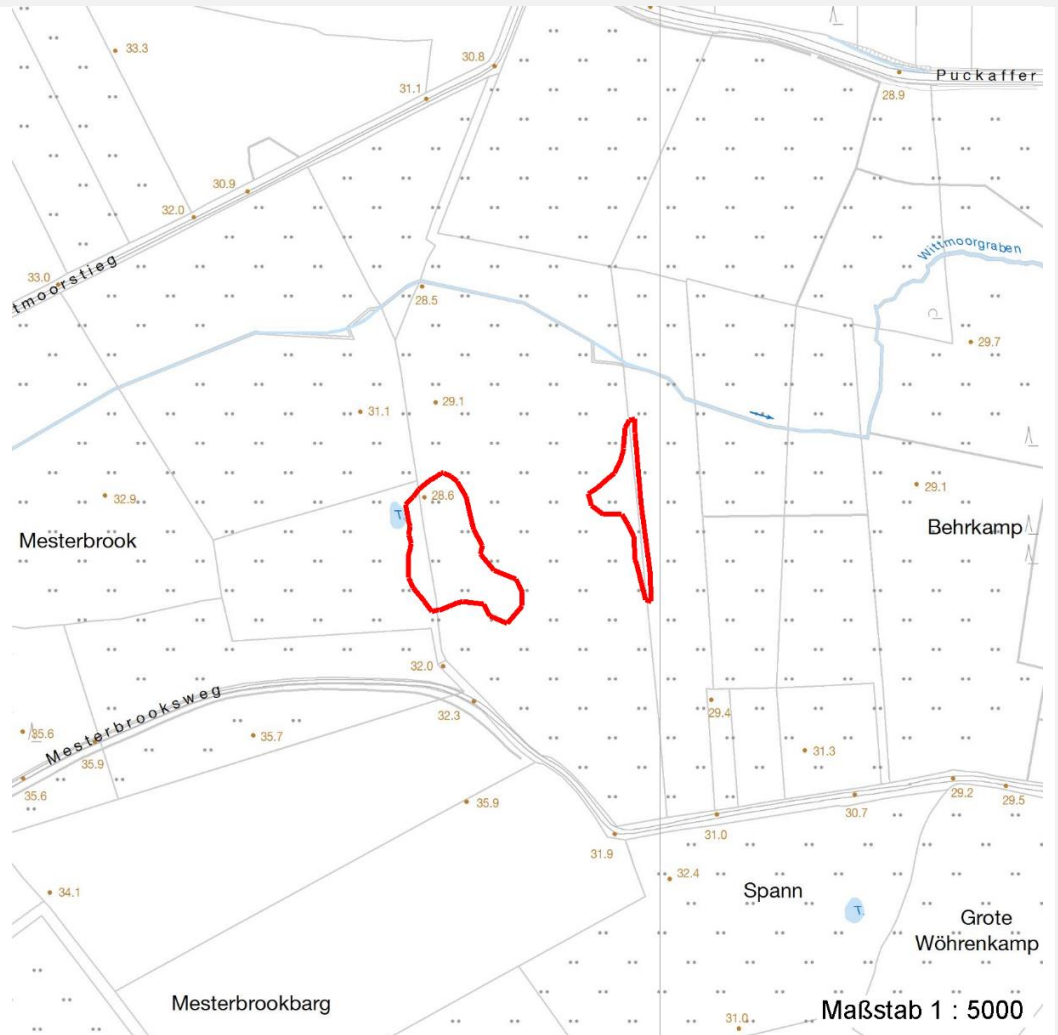 33.3
30.8
Puckaffer
28.9
31.1
30.9
32.0
Wittmoorgraben
33.0
tmoorstieg
28.5
29.7
29.1
31.1
32.9
28.6
T.
29.1
Mesterbrook
Behrkamp
32.0
Mesterbrooksweg
32.3
29.4
35.6
35.7
31.3
35.9
35.6
29.2
29.5
30.7
35.9
31.0
31.9
32.4
34.1
Spann
T.
Grote
Wöhrenkamp
Mesterbrookbarg
31.0
Maßstab 1 : 5000